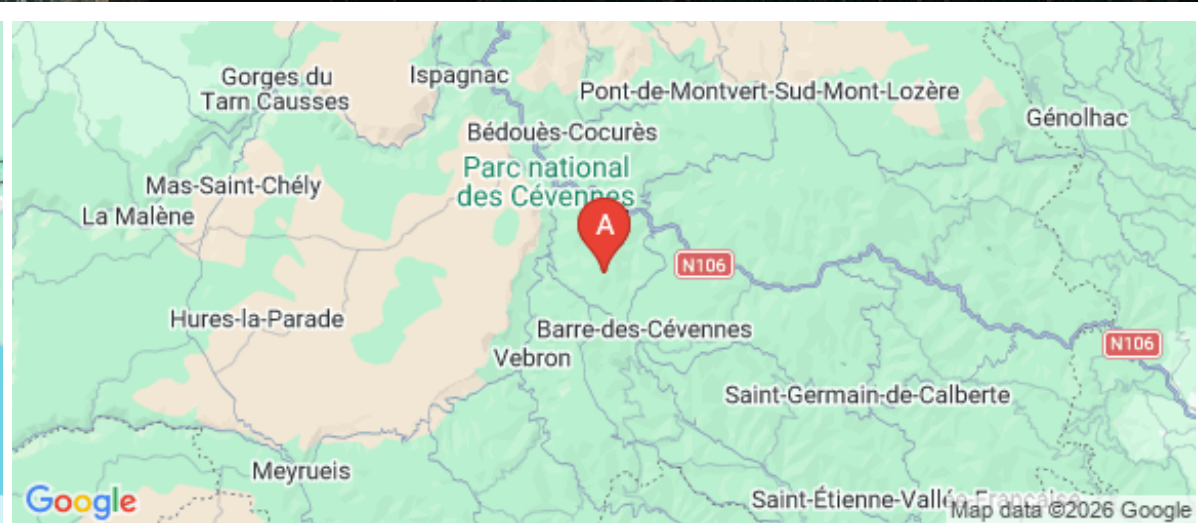 Gorges du
Tarn Causses
Ispagnac
Pont-de-Montvert-Sud-Mont-Lozère
Génolhac
Bédouès-Cocurès
Parc national
des Cévennes
Mas-Saint-Chély
La Malène
A
N106
Hures-la-Parade
Barre-des-Cévennes
N106
Vebron
Saint-Germain-de-Calberte
Meyrueis
Google
Saint-Étienne-Vallée-Française
Map data ©2026 Google